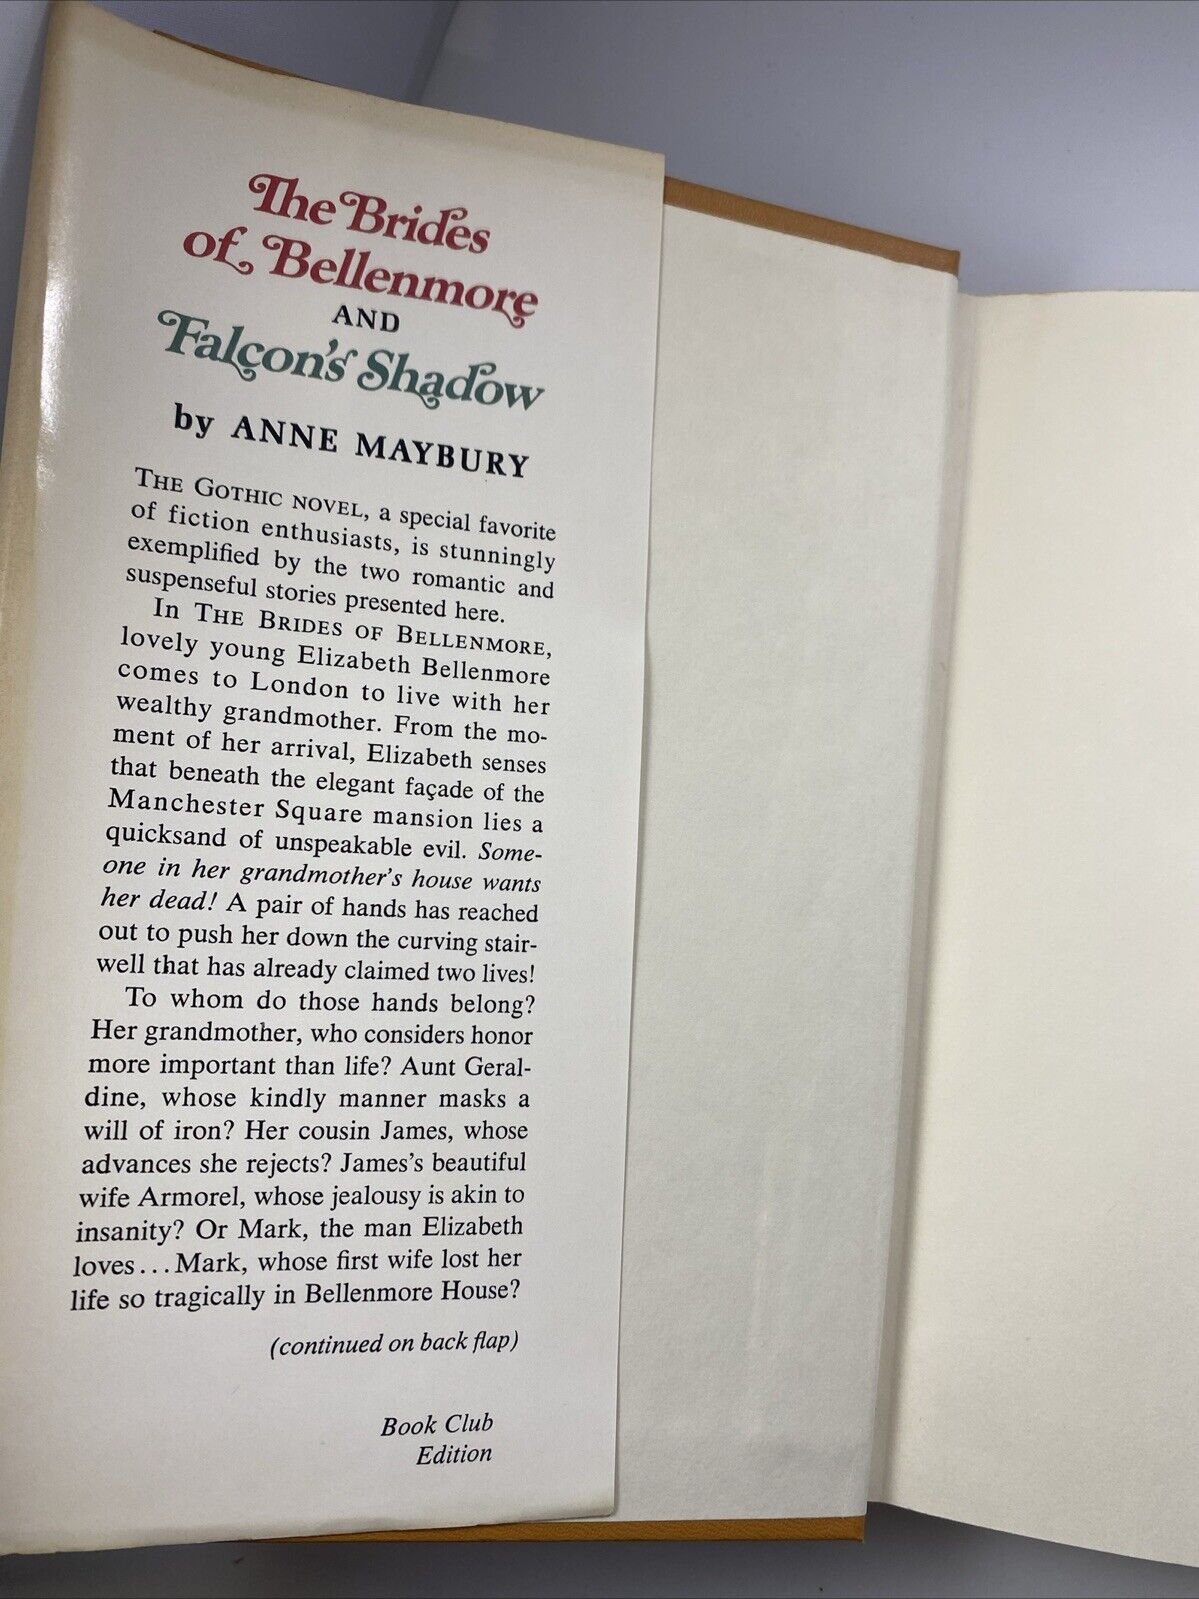 The Brides
of Bellenmore
AND
Falcon's Shadow
by ANNE MAYBURY
THE GOTHIC NOVEL, a special favorite
of fiction enthusiasts, is stunningly
exemplified by the two romantic and
suspenseful stories presented here.
In THE BRIDES OF BELLENMORE,
lovely young Elizabeth Bellenmore
comes to London to live with her
wealthy grandmother. From the mo-
ment of her arrival, Elizabeth senses
that beneath the elegant façade of the
Manchester Square mansion lies a
quicksand of unspeakable evil. Some-
one in her grandmother's house wants
her dead! A pair of hands has reached
out to push her down the curving stair-
well that has already claimed two lives!
To whom do those hands belong?
Her grandmother, who considers honor
more important than life? Aunt Geral-
dine, whose kindly manner masks a
will of iron? Her cousin James, whose
advances she rejects? James's beautiful
wife Armorel, whose jealousy is akin to
insanity? Or Mark, the man Elizabeth
loves...Mark, whose first wife lost her
life so tragically in Bellenmore House?
(continued on back flap)
Book Club
Edition